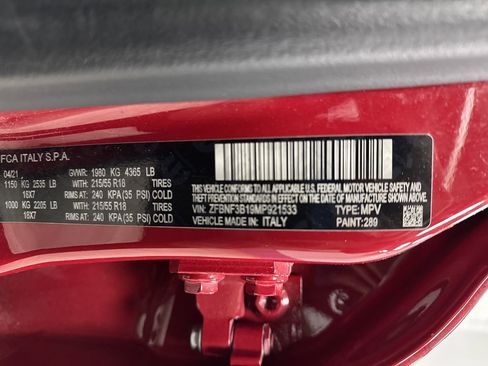 FCA ITALY S.P.A.
04/21 GVWR: 1980 KG 4365 LB
1150 KG 2535 LB WITH: 215/55 R18 TIRES
18X7 RIMS AT: 240 KPA (35 PSI) COLD
1000 KG 2205 LB WITH: 215/55 R18 TIRES
18X7 RIMS AT: 240 KPA (35 PSI) COLD
THIS VEHICLE CONFORMS TO ALL APPLICABLE U.S. FEDERAL MOTOR VEHICLE SAFETY AND
THEFT PREVENTION STANDARDS IN EFFECT ON THE DATE OF MANUFACTURE SHOWN ABOVE.
VIN: ZFBNF3B19MP921533 TYPE: MPV
VEHICLE MADE IN: ITALY PAINT: 289